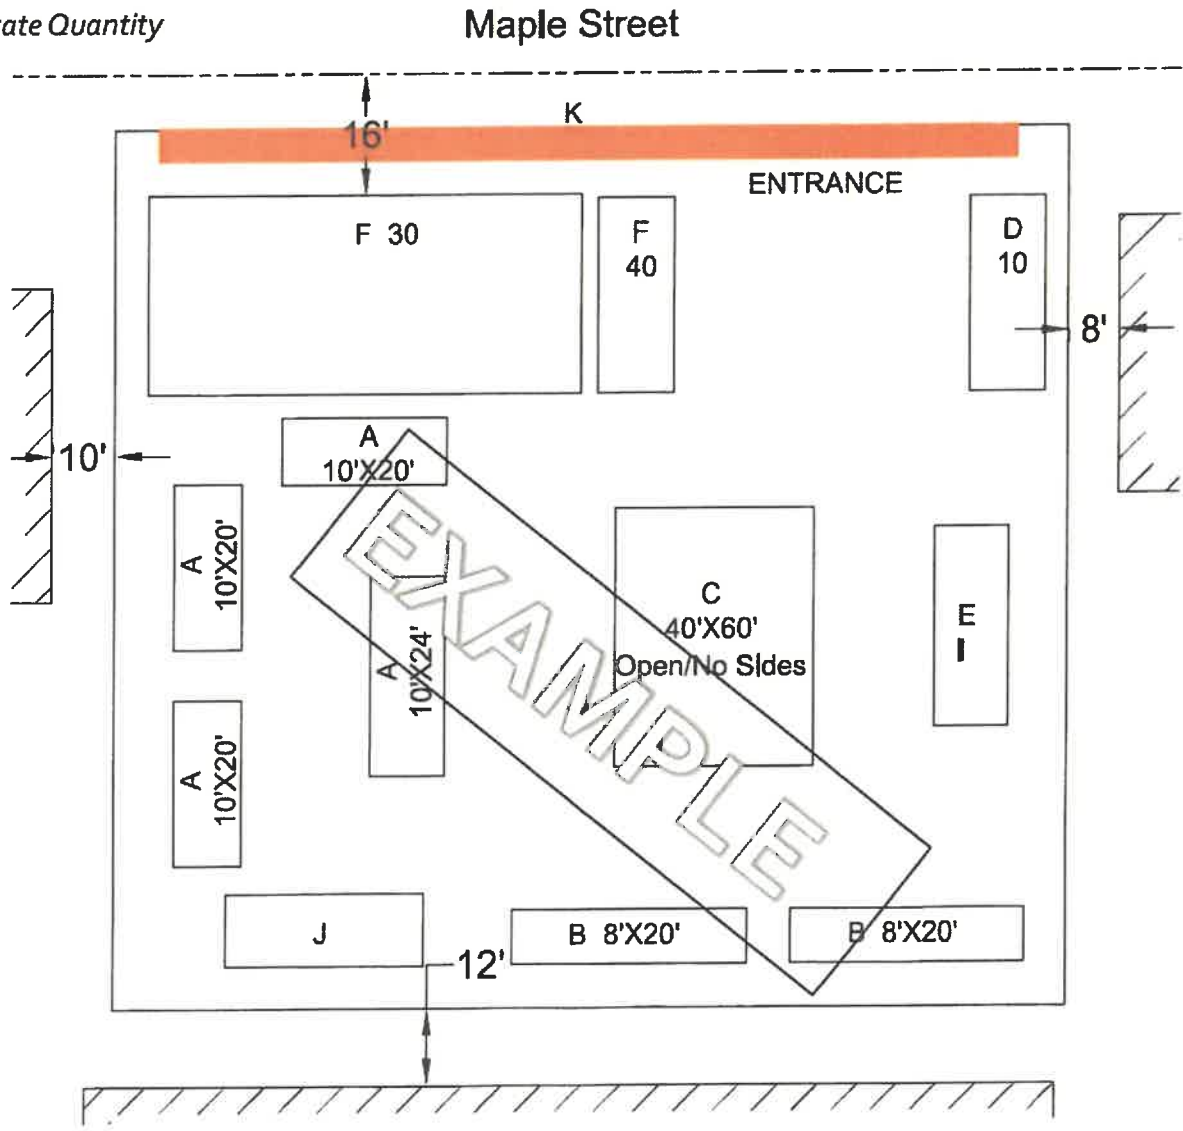 ate Quantity
Maple Street
K
16'
ENTRANCE
F 30
F
40
D
10
8'
10'
A
10'X20'
A
10'X20'
A
10'X24'
C
40'X60'
Open/No Sides
E
I
EXAMPLE
A
10'X20'
J
B 8'X20'
B 8'X20'
12'